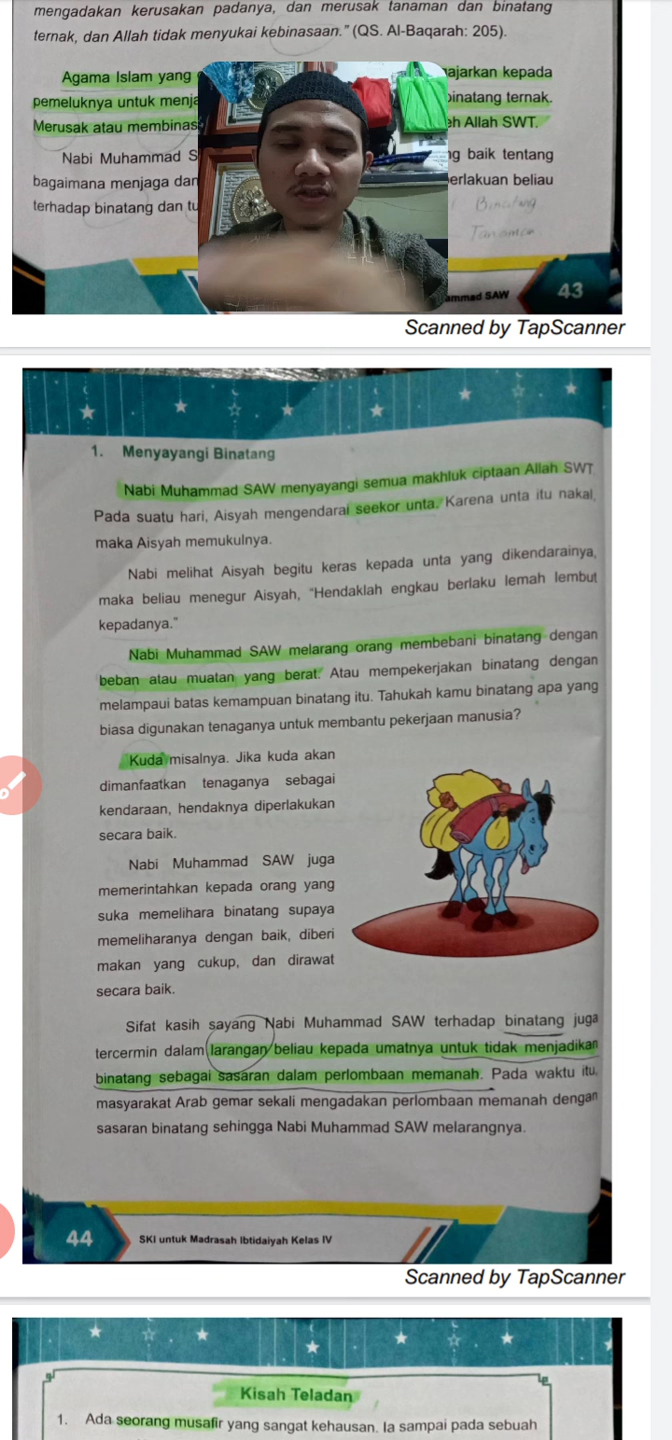 mengadakan kerusakan padanya, dan merusak tanaman dan binatang
ternak, dan Allah tidak menyukai kebinasaan." (QS. Al-Baqarah: 205).
Agama Islam yang ajarkan kepada
pemeluknya untuk binatang ternak.
Merusak atau Allah SWT.
Nabi Muhammad baik tentang
bagaimana menjaga perlakuan beliau
terhadap binatang dan
Binatang
Tanaman
SAW 43
Scanned by TapScanner
1. Menyayangi Binatang
Nabi Muhammad SAW menyayangi semua makhluk ciptaan Allah SWT
Pada suatu hari, Aisyah mengendarai seekor unta. Karena unta itu nakal,
maka Aisyah memukulnya.
Nabi melihat Aisyah begitu keras kepada unta yang dikendarainya,
maka beliau menegur Aisyah, "Hendaklah engkau berlaku lemah lembut
kepadanya."
Nabi Muhammad SAW melarang orang membebani binatang dengan
beban atau muatan yang berat. Atau mempekerjakan binatang dengan
melampaui batas kemampuan binatang itu. Tahukah kamu binatang apa yang
biasa digunakan tenaganya untuk membantu pekerjaan manusia?
Kuda misalnya. Jika kuda akan
dimanfaatkan tenaganya sebagai
kendaraan, hendaknya diperlakukan
secara baik.
Nabi Muhammad SAW juga
memerintahkan kepada orang yang
suka memelihara binatang supaya
memeliharanya dengan baik, diberi
makan yang cukup, dan dirawat
secara baik.
Sifat kasih sayang Nabi Muhammad SAW terhadap binatang juga
tercermin dalam larangan beliau kepada umatnya untuk tidak menjadikan
binatang sebagai sasaran dalam perlombaan memanah. Pada waktu itu,
masyarakat Arab gemar sekali mengadakan perlombaan memanah dengan
sasaran binatang sehingga Nabi Muhammad SAW melarangnya.
44 SKI untuk Madrasah Ibtidaiyah Kelas IV
Scanned by TapScanner
Kisah Teladan
1. Ada seorang musafir yang sangat kehausan. Ia sampai pada sebuah